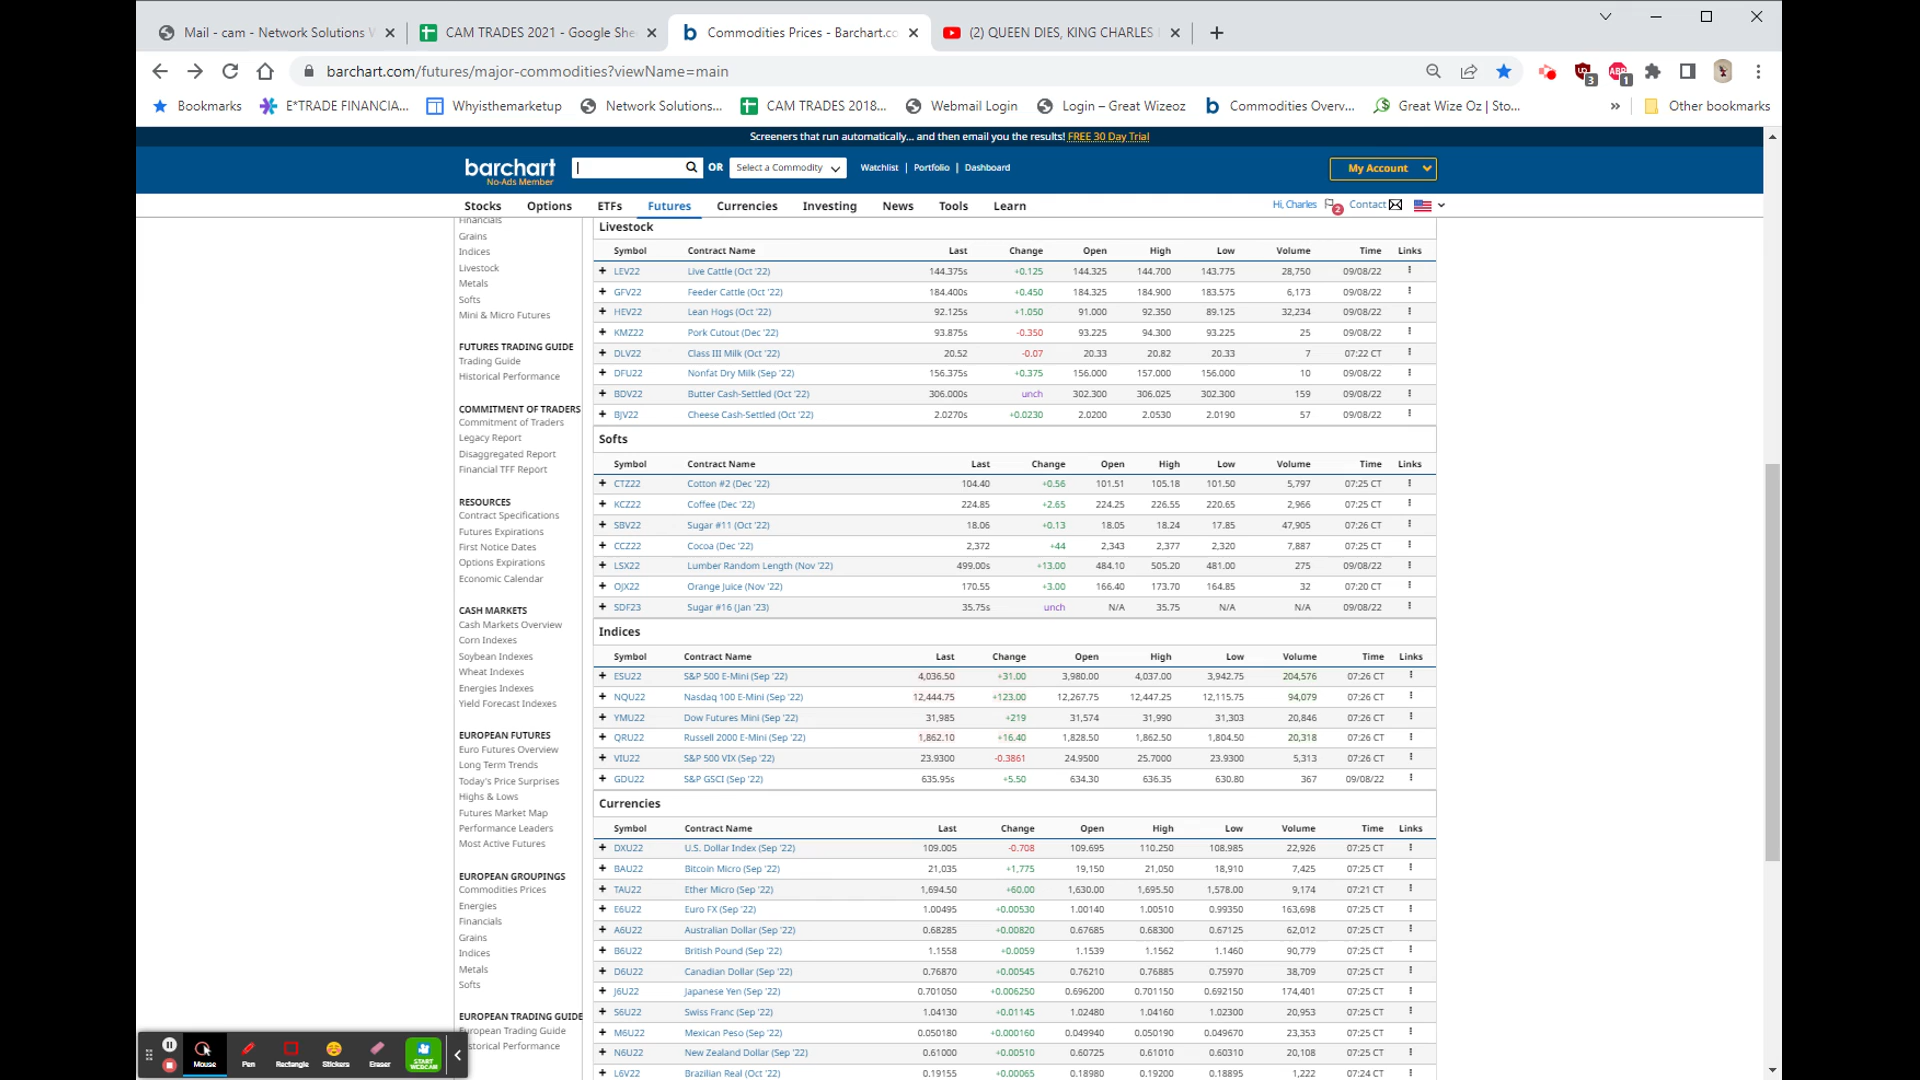 Mail - cam - Network Solutions W
CAM TRADES 2021 - Google She
Commodities Prices - Barchart.co
(2) QUEEN DIES, KING CHARLES
barchart.com/futures/major-commodities?viewName=main
3
1
Bookmarks
E*TRADE FINANCIA...
Whyisthemarketup
Network Solutions...
CAM TRADES 2018...
Webmail Login
Login – Great Wizeoz
Commodities Overv...
Great Wize Oz | Sto...
Other bookmarks
Screeners that run automatically... and then email you the results! FREE 30 Day Trial
barchart
No-Ads Member
OR
Select a Commodity
Watchlist | Portfolio | Dashboard
My Account
Stocks Options ETFs Futures Currencies Investing News Tools Learn
Hi, Charles 2 Contact
Financials
Grains
Indices
Livestock
Metals
Softs
Mini & Micro Futures
FUTURES TRADING GUIDE
Trading Guide
Historical Performance
COMMITMENT OF TRADERS
Commitment of Traders
Legacy Report
Disaggregated Report
Financial TFF Report
RESOURCES
Contract Specifications
Futures Expirations
First Notice Dates
Options Expirations
Economic Calendar
CASH MARKETS
Cash Markets Overview
Corn Indexes
Soybean Indexes
Wheat Indexes
Energies Indexes
Yield Forecast Indexes
EUROPEAN FUTURES
Euro Futures Overview
Long Term Trends
Today's Price Surprises
Highs & Lows
Futures Market Map
Performance Leaders
Most Active Futures
EUROPEAN GROUPINGS
Commodities Prices
Energies
Financials
Grains
Indices
Metals
Softs
EUROPEAN TRADING GUIDE
European Trading Guide
Historical Performance
Livestock
Symbol Contract Name Last Change Open High Low Volume Time Links
+ LEV22 Live Cattle (Oct '22) 144.375s +0.125 144.325 144.700 143.775 28,750 09/08/22
+ GFV22 Feeder Cattle (Oct '22) 184.400s +0.450 184.325 184.900 183.575 6,173 09/08/22
+ HEV22 Lean Hogs (Oct '22) 92.125s +1.050 91.000 92.350 89.125 32,234 09/08/22
+ KMZ22 Pork Cutout (Dec '22) 93.875s -0.350 93.225 94.300 93.225 25 09/08/22
+ DLV22 Class III Milk (Oct '22) 20.52 -0.07 20.33 20.82 20.33 7 07:22 CT
+ DFU22 Nonfat Dry Milk (Sep '22) 156.375s +0.375 156.000 157.000 156.000 10 09/08/22
+ BDV22 Butter Cash-Settled (Oct '22) 306.000s unch 302.300 306.025 302.300 159 09/08/22
+ BJV22 Cheese Cash-Settled (Oct '22) 2.0270s +0.0230 2.0200 2.0530 2.0190 57 09/08/22
Softs
Symbol Contract Name Last Change Open High Low Volume Time Links
+ CTZ22 Cotton #2 (Dec '22) 104.40 +0.56 101.51 105.18 101.50 5,797 07:25 CT
+ KCZ22 Coffee (Dec '22) 224.85 +2.65 224.25 226.55 220.65 2,966 07:25 CT
+ SBV22 Sugar #11 (Oct '22) 18.06 +0.13 18.05 18.24 17.85 47,905 07:26 CT
+ CCZ22 Cocoa (Dec '22) 2,372 +44 2,343 2,377 2,320 7,887 07:25 CT
+ LSX22 Lumber Random Length (Nov '22) 499.00s +13.00 484.10 505.20 481.00 275 09/08/22
+ OJX22 Orange Juice (Nov '22) 170.55 +3.00 166.40 173.70 164.85 32 07:20 CT
+ SDF23 Sugar #16 (Jan '23) 35.75s unch N/A 35.75 N/A N/A 09/08/22
Indices
Symbol Contract Name Last Change Open High Low Volume Time Links
+ ESU22 S&P 500 E-Mini (Sep '22) 4,036.50 +31.00 3,980.00 4,037.00 3,942.75 204,576 07:26 CT
+ NQU22 Nasdaq 100 E-Mini (Sep '22) 12,444.75 +123.00 12,267.75 12,447.25 12,115.75 94,079 07:26 CT
+ YMU22 Dow Futures Mini (Sep '22) 31,985 +219 31,574 31,990 31,303 20,846 07:26 CT
+ QRU22 Russell 2000 E-Mini (Sep '22) 1,862.10 +16.40 1,828.50 1,862.50 1,804.50 20,318 07:26 CT
+ VIU22 S&P 500 VIX (Sep '22) 23.9300 -0.3861 24.9500 25.7000 23.9300 5,313 07:26 CT
+ GDU22 S&P GSCI (Sep '22) 635.95s +5.50 634.30 636.35 630.80 367 09/08/22
Currencies
Symbol Contract Name Last Change Open High Low Volume Time Links
+ DXU22 U.S. Dollar Index (Sep '22) 109.005 -0.708 109.695 110.250 108.985 22,926 07:25 CT
+ BAU22 Bitcoin Micro (Sep '22) 21,035 +1,775 19,150 21,050 18,910 7,425 07:25 CT
+ TAU22 Ether Micro (Sep '22) 1,694.50 +60.00 1,630.00 1,695.50 1,578.00 9,174 07:21 CT
+ E6U22 Euro FX (Sep '22) 1.00495 +0.00530 1.00140 1.00510 0.99350 163,698 07:25 CT
+ A6U22 Australian Dollar (Sep '22) 0.68285 +0.00820 0.67685 0.68300 0.67125 62,012 07:25 CT
+ B6U22 British Pound (Sep '22) 1.1558 +0.0059 1.1539 1.1562 1.1460 90,779 07:25 CT
+ D6U22 Canadian Dollar (Sep '22) 0.76870 +0.00545 0.76210 0.76885 0.75970 38,709 07:25 CT
+ J6U22 Japanese Yen (Sep '22) 0.701050 +0.006250 0.696200 0.701150 0.692150 174,401 07:25 CT
+ S6U22 Swiss Franc (Sep '22) 1.04130 +0.01145 1.02480 1.04160 1.02300 20,953 07:25 CT
+ M6U22 Mexican Peso (Sep '22) 0.050180 +0.000160 0.049940 0.050190 0.049670 23,353 07:25 CT
+ N6U22 New Zealand Dollar (Sep '22) 0.61000 +0.00510 0.60725 0.61010 0.60310 20,108 07:25 CT
+ L6V22 Brazilian Real (Oct '22) 0.19155 +0.00065 0.18980 0.19200 0.18895 1,222 07:24 CT
Mouse Pen Rectangle Stickers Eraser START WEBCAM